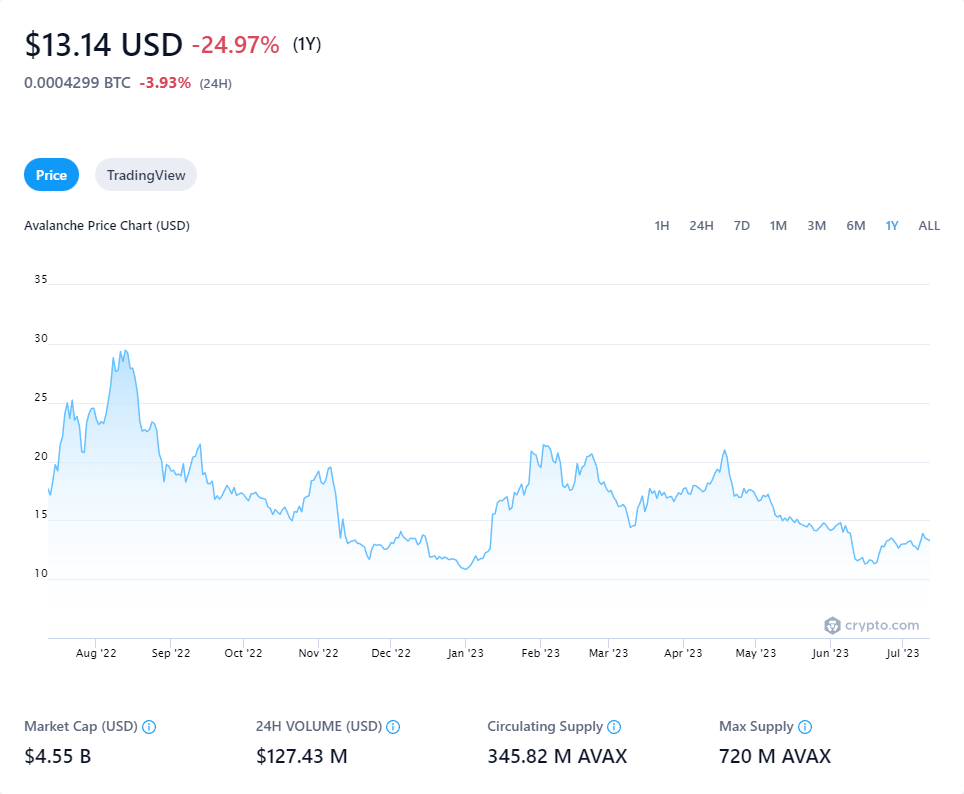 $13.14 USD -24.97% (1Y)
0.0004299 BTC -3.93% (24H)
Price TradingView
Avalanche Price Chart (USD) 1H 24H 7D 1M 3M 6M 1Y ALL
35
30
25
20
15
10
crypto.com
Aug '22 Sep '22 Oct '22 Nov '22 Dec '22 Jan '23 Feb '23 Mar '23 Apr '23 May '23 Jun '23 Jul '23
Market Cap (USD) 24H VOLUME (USD) Circulating Supply Max Supply
$4.55 B $127.43 M 345.82 M AVAX 720 M AVAX